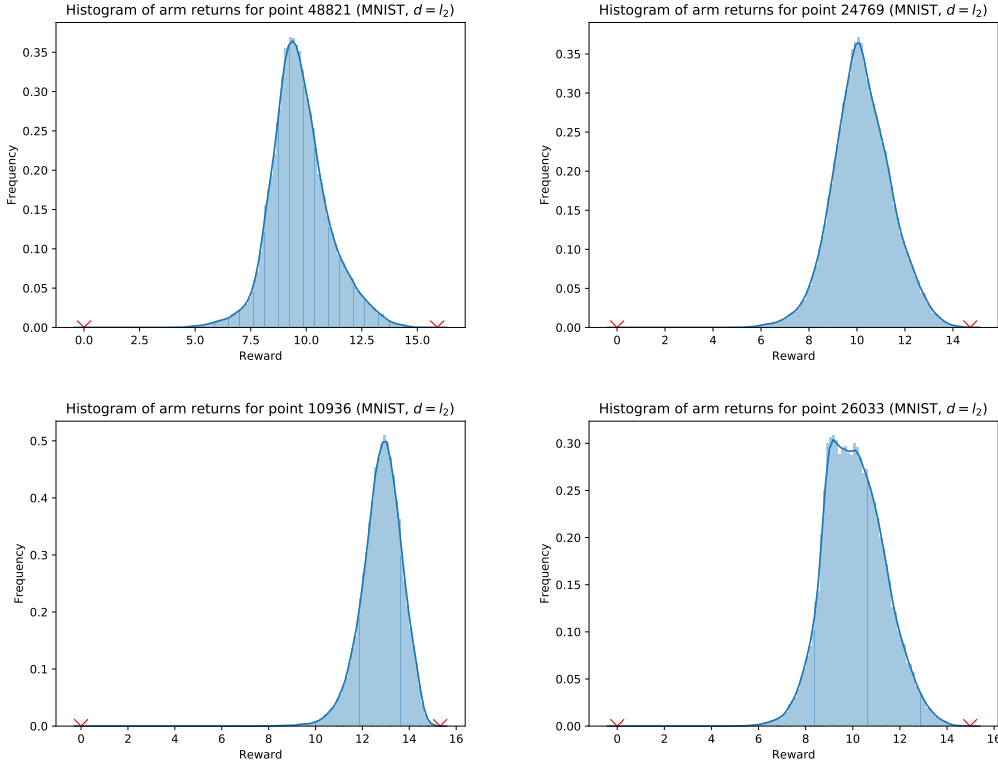 Histogram of arm returns for point 48821 (MNIST, d = l₂)
Frequency
0.35
0.30
0.25
0.20
0.15
0.10
0.05
0.00
0.0 2.5 5.0 7.5 10.0 12.5 15.0
Reward
Histogram of arm returns for point 24769 (MNIST, d = l₂)
Frequency
0.35
0.30
0.25
0.20
0.15
0.10
0.05
0.00
0 2 4 6 8 10 12 14
Reward
Histogram of arm returns for point 10936 (MNIST, d = l₂)
Frequency
0.5
0.4
0.3
0.2
0.1
0.0
0 2 4 6 8 10 12 14 16
Reward
Histogram of arm returns for point 26033 (MNIST, d = l₂)
Frequency
0.30
0.25
0.20
0.15
0.10
0.05
0.00
0 2 4 6 8 10 12 14 16
Reward